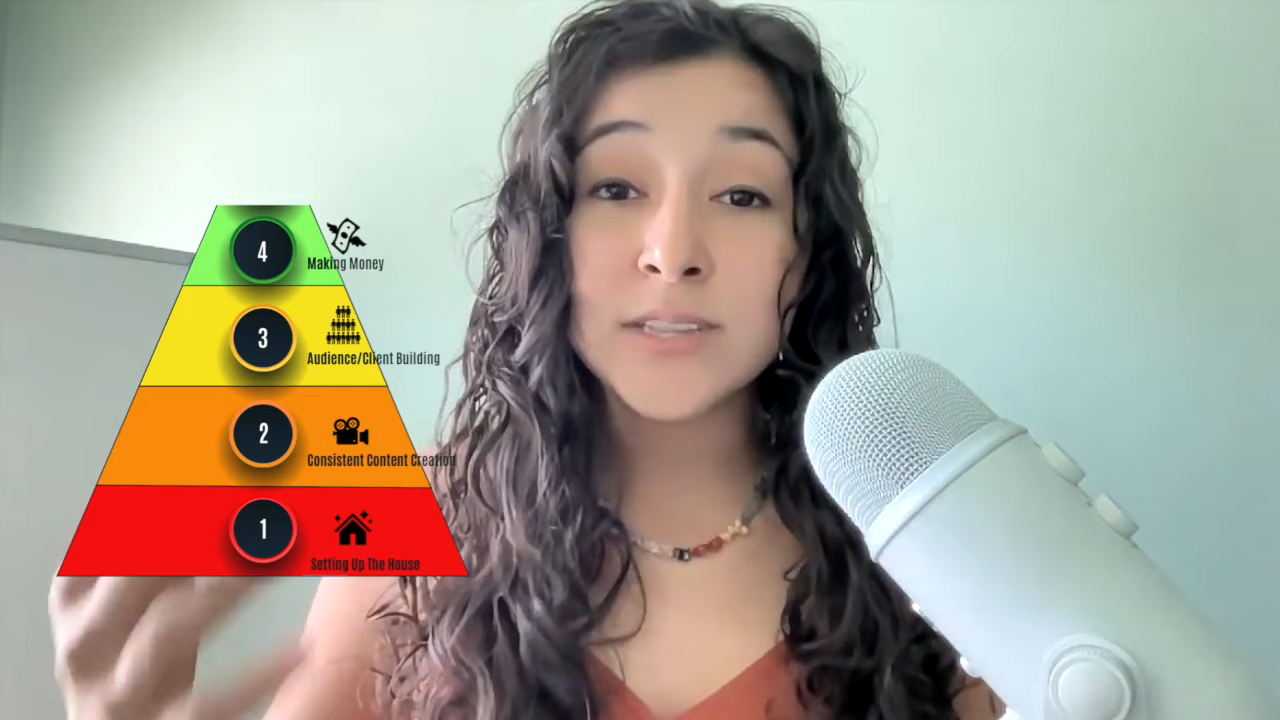 4
Making Money
3
Audience/Client Building
2
Consistent Content Creation
1
Setting Up The House